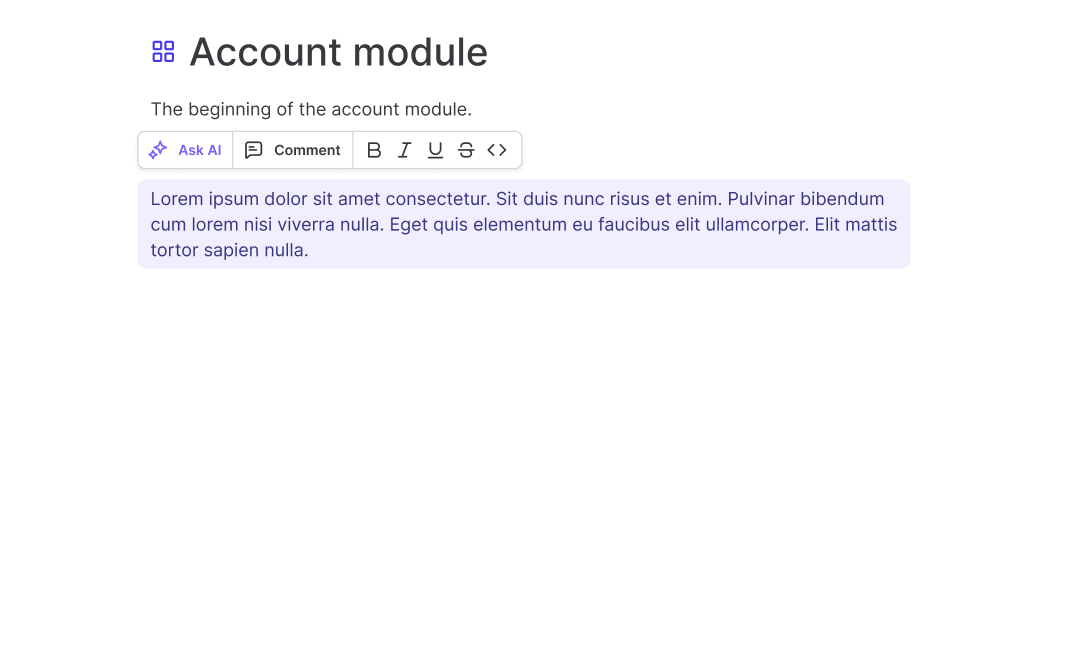 Account module
The beginning of the account module.
Ask AI Comment B I U S <>
Lorem ipsum dolor sit amet consectetur. Sit duis nunc risus et enim. Pulvinar bibendum
cum lorem nisi viverra nulla. Eget quis elementum eu faucibus elit ullamcorper. Elit mattis
tortor sapien nulla.